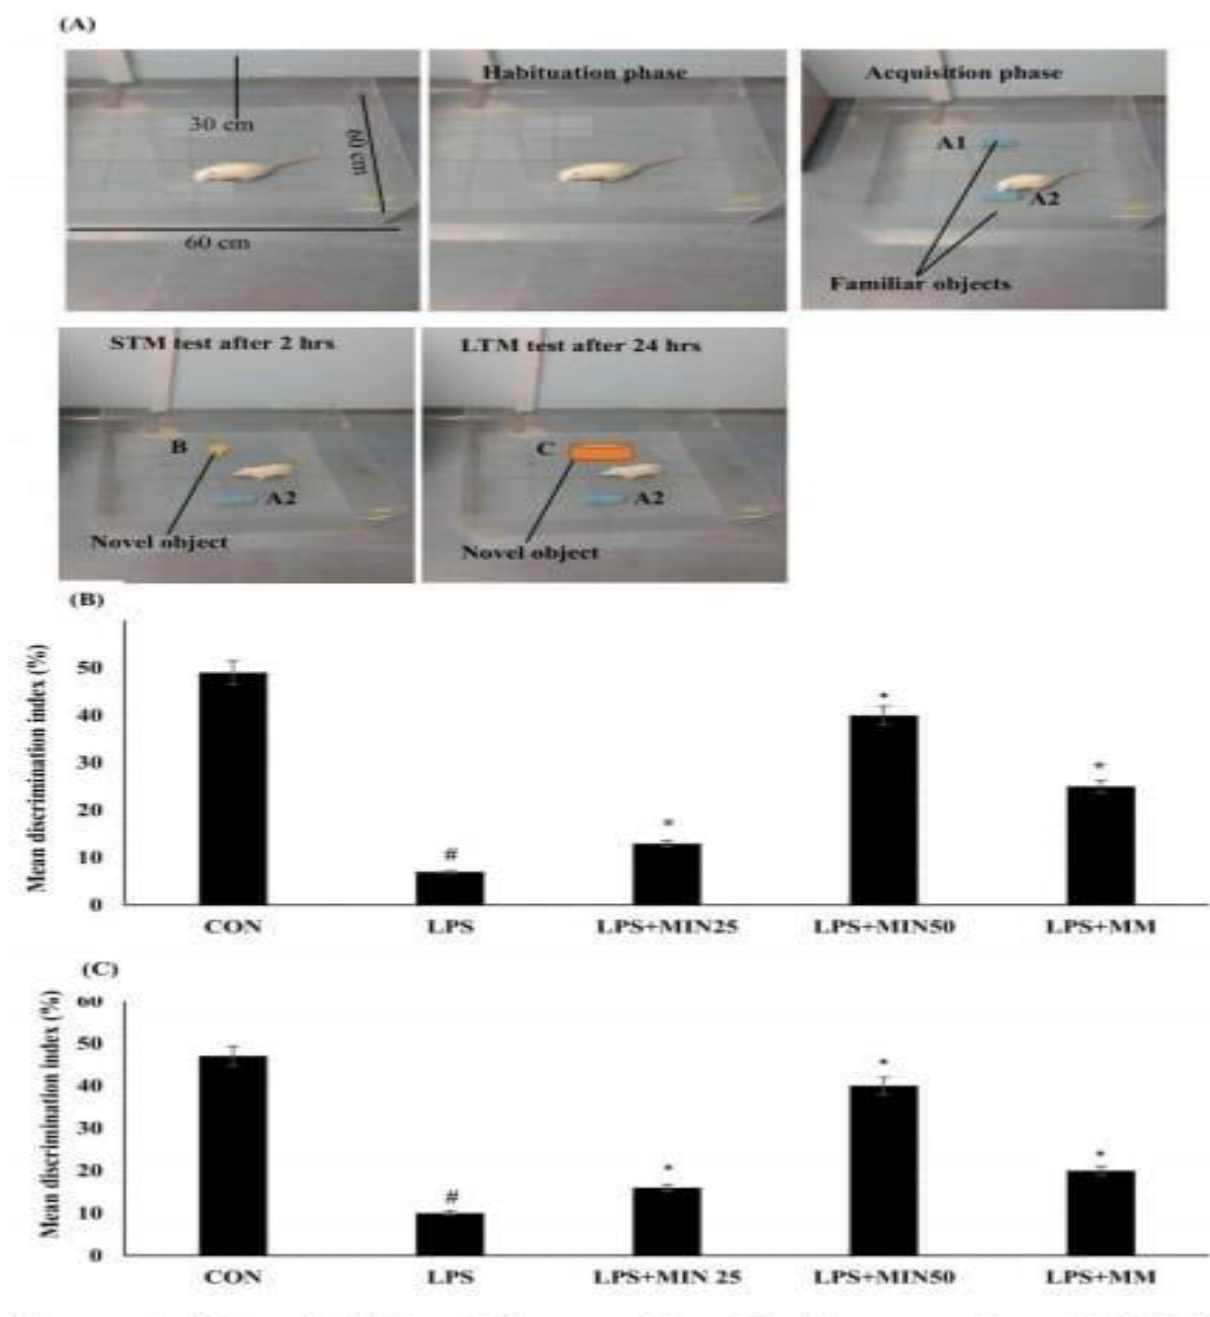 (A)
30 cm
60 cm
60 cm
Habituation phase
Acquisition phase
A1
A2
Familiar objects
STM test after 2 hrs
B
A2
Novel object
LTM test after 24 hrs
C
A2
Novel object
(B)
Mean discrimination index (%)
50
40
30
20
10
0
#
*
*
*
CON
LPS
LPS+MIN25
LPS+MIN50
LPS+MM
(C)
Mean discrimination index (%)
60
50
40
30
20
10
0
#
*
*
*
CON
LPS
LPS+MIN 25
LPS+MIN50
LPS+MM